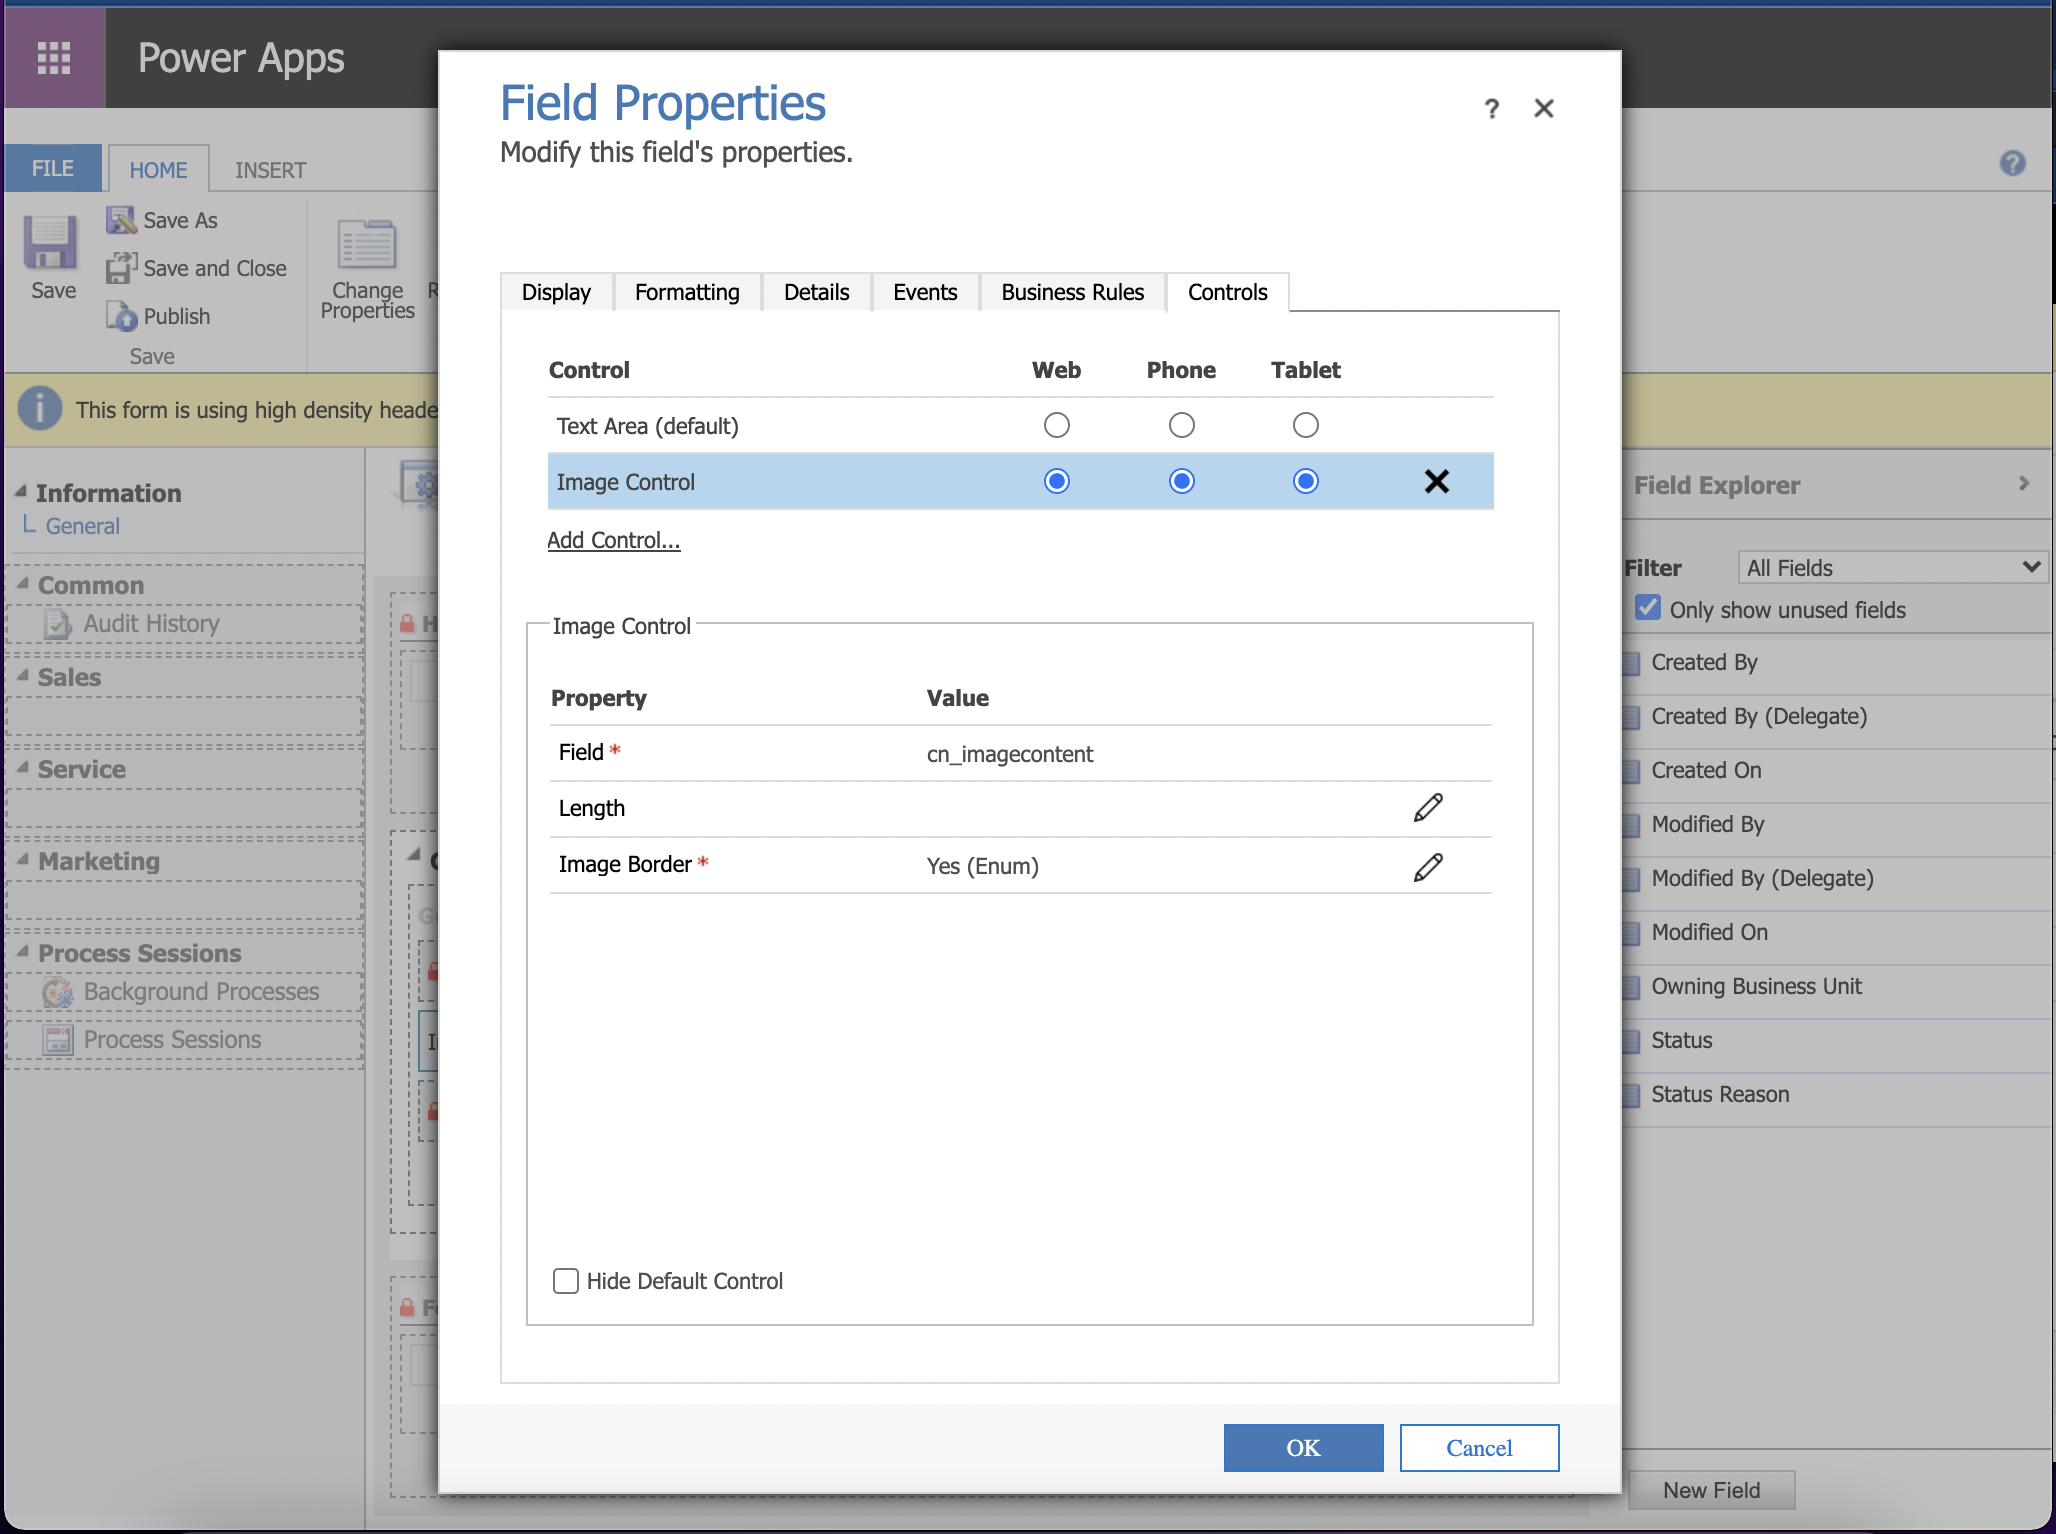 Power Apps
FILE
HOME
INSERT
Save
Save As
Save and Close
Publish
Save
Change
Properties
This form is using high density heade
Information
General
Common
Audit History
Sales
Service
Marketing
Process Sessions
Background Processes
Process Sessions
Field Properties
Modify this field's properties.
?
Display
Formatting
Details
Events
Business Rules
Controls
Control Web Phone Tablet
Text Area (default)
Image Control
Add Control...
Image Control
Property Value
Field * cn_imagecontent
Length
Image Border * Yes (Enum)
Hide Default Control
OK
Cancel
?
Field Explorer
Filter All Fields
Only show unused fields
Created By
Created By (Delegate)
Created On
Modified By
Modified By (Delegate)
Modified On
Owning Business Unit
Status
Status Reason
New Field